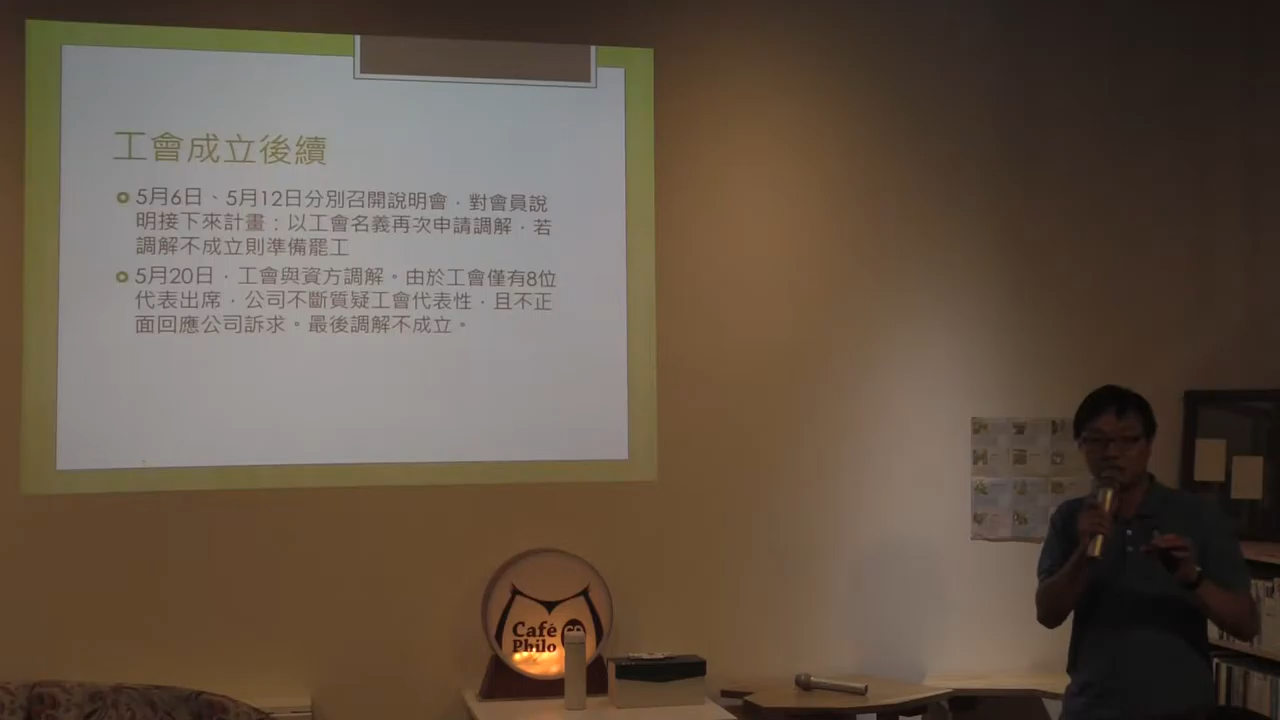 工會成立後續
5月6日、5月12日分別召開說明會，對會員說
明接下來計畫：以工會名義再次申請調解，若
調解不成立則準備罷工
5月20日，工會與資方調解。由於工會僅有8位
代表出席，公司不斷質疑工會代表性，且不正
面回應公司訴求。最後調解不成立。
Café
Philo